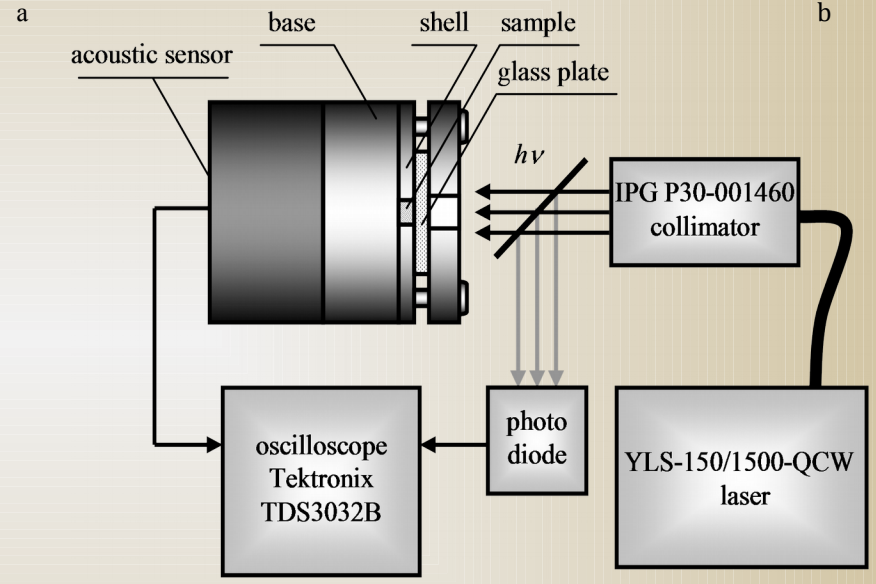 a
b
base
shell
sample
acoustic sensor
glass plate
hν
IPG P30-001460
collimator
photo
diode
oscilloscope
Tektronix
TDS3032B
YLS-150/1500-QCW
laser